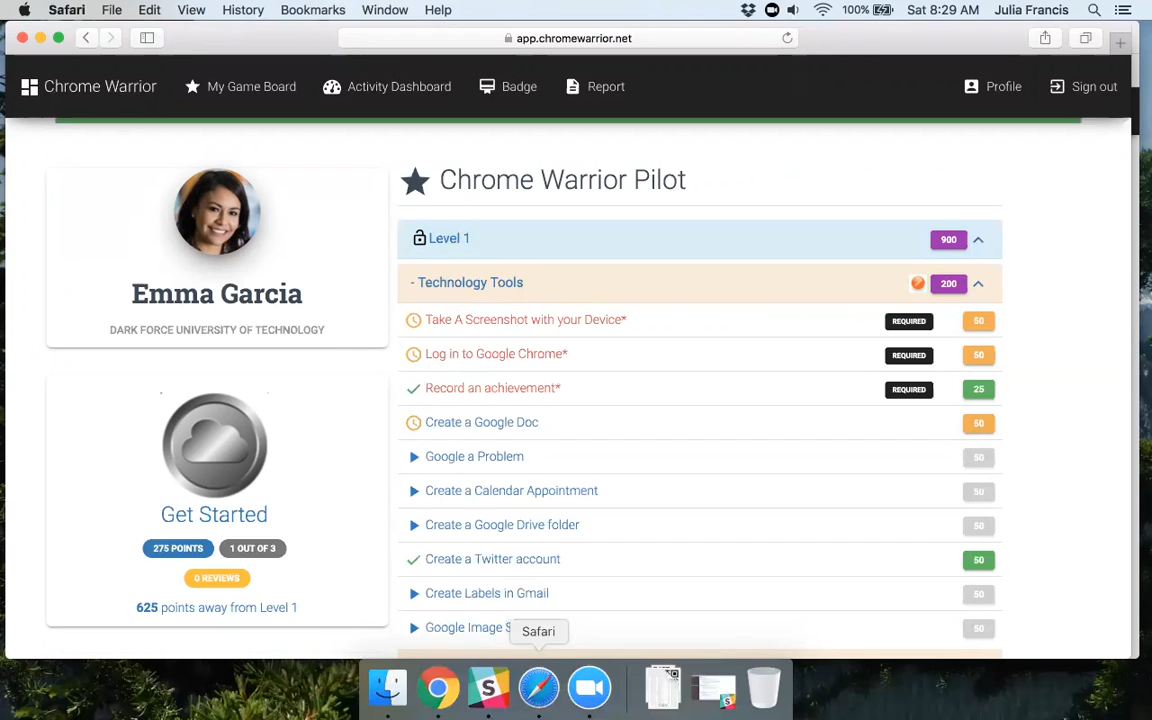 Safari File Edit View History Bookmarks Window Help 100% Sat 8:29 AM Julia Francis
app.chromewarrior.net
Chrome Warrior My Game Board Activity Dashboard Badge Report Profile Sign out
Chrome Warrior Pilot
Level 1 900
- Technology Tools 200
Take A Screenshot with your Device* REQUIRED 50
Log in to Google Chrome* REQUIRED 50
Record an achievement* REQUIRED 25
Create a Google Doc 50
Google a Problem 50
Create a Calendar Appointment 50
Create a Google Drive folder 50
Create a Twitter account 50
Create Labels in Gmail 50
Google Image 50
Emma Garcia
DARK FORCE UNIVERSITY OF TECHNOLOGY
Get Started
275 POINTS 1 OUT OF 3
0 REVIEWS
625 points away from Level 1
Safari
S